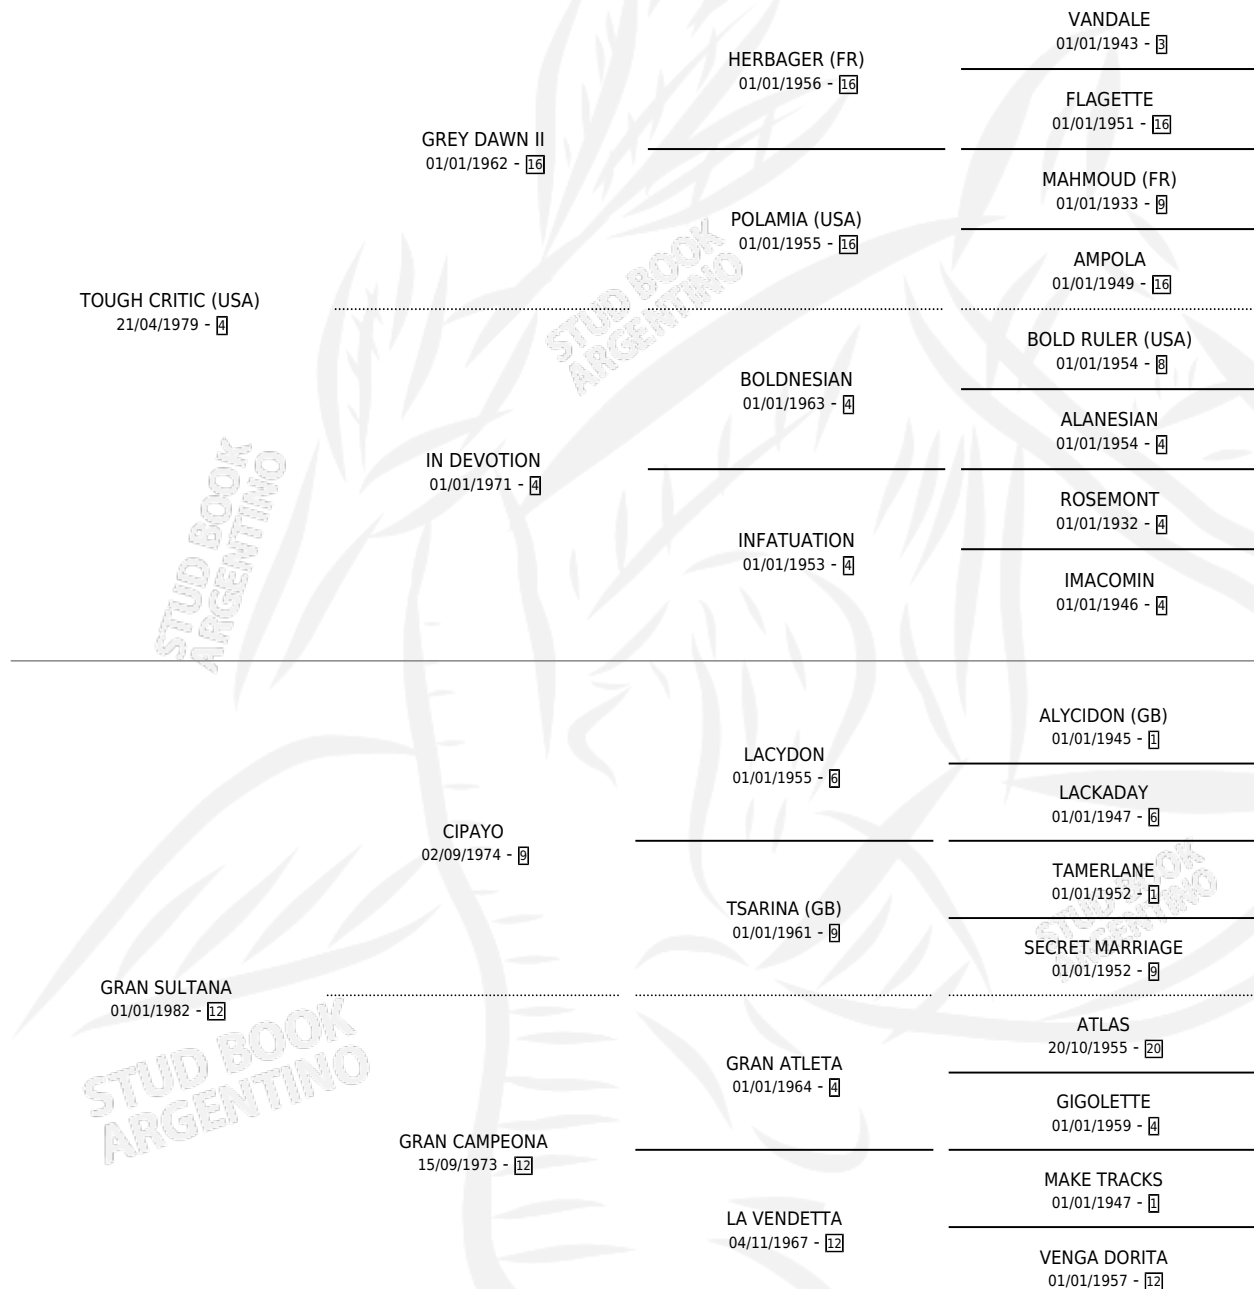 VANDALE
01/01/1943 - 3
HERBAGER (FR)
01/01/1956 - 16
FLAGETTE
01/01/1951 - 16
GREY DAWN II
01/01/1962 - 16
MAHMOUD (FR)
01/01/1933 - 9
POLAMIA (USA)
01/01/1955 - 16
AMPOLA
01/01/1949 - 16
TOUGH CRITIC (USA)
21/04/1979 - 4
STUD BOOK
ARGENTINO
BOLD RULER (USA)
01/01/1954 - 8
BOLDNESIAN
01/01/1963 - 4
ALANESIAN
01/01/1954 - 4
IN DEVOTION
01/01/1971 - 4
ROSEMONT
01/01/1932 - 4
INFATUATION
01/01/1953 - 4
IMACOMIN
01/01/1946 - 4
STUD BOOK
ARGENTINO
ALYCIDON (GB)
01/01/1945 - 1
LACYDON
01/01/1955 - 6
LACKADAY
01/01/1947 - 6
CIPAYO
02/09/1974 - 9
TAMERLANE
01/01/1952 - 1
TSARINA (GB)
01/01/1961 - 9
SECRET MARRIAGE
01/01/1952 - 9
STUD BOOK
ARGENTINO
GRAN SULTANA
01/01/1982 - 12
ATLAS
20/10/1955 - 20
GRAN ATLETA
01/01/1964 - 4
GIGOLETTE
01/01/1959 - 4
STUD BOOK
ARGENTINO
GRAN CAMPEONA
15/09/1973 - 12
MAKE TRACKS
01/01/1947 - 1
LA VENDETTA
04/11/1967 - 12
VENGA DORITA
01/01/1957 - 12